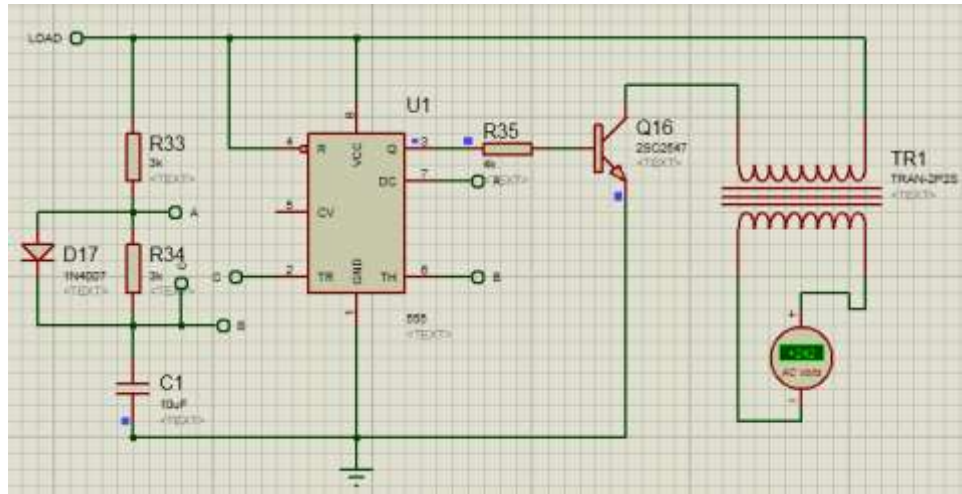 LOAD
R33
3k
<TEXT>
A
D17
1N4007
<TEXT>
R34
3k
<TEXT>
B
C1
10uF
<TEXT>
U1
8
4
R
VCC
Q
3
DC
7
A
5
CV
2
TR
GND
TH
6
B
1
555
<TEXT>
R35
<TEXT>
Q16
2SC2547
<TEXT>
TR1
TRAN-2P2S
<TEXT>
+
AC Volts
-